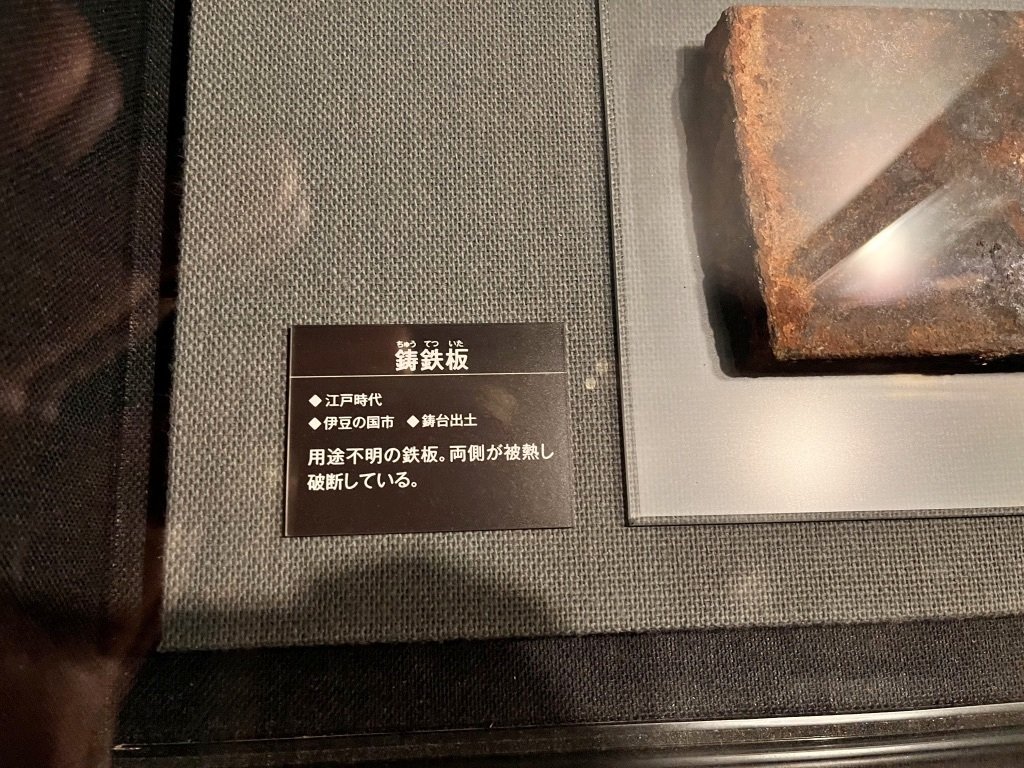 ちゅう てつ いた
鋳鉄板
◆江戸時代
◆伊豆の国市 ◆鋳台出土
用途不明の鉄板。両側が被熱し
破断している。